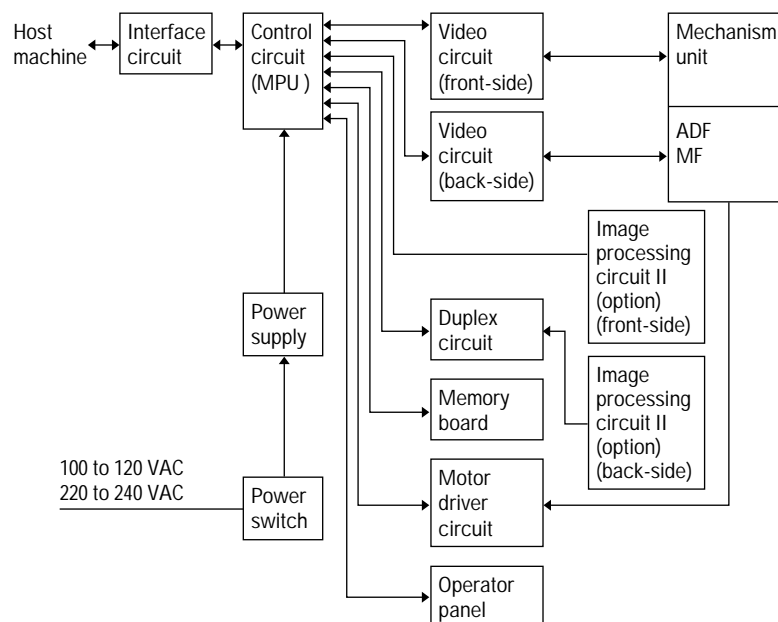 Host
machine
Interface
circuit
Control
circuit
(MPU )
Video
circuit
(front-side)
Mechanism
unit
Video
circuit
(back-side)
ADF
MF
Image
processing
circuit II
(option)
(front-side)
Power
supply
Duplex
circuit
Image
processing
circuit II
(option)
(back-side)
Memory
board
100 to 120 VAC
220 to 240 VAC
Power
switch
Motor
driver
circuit
Operator
panel